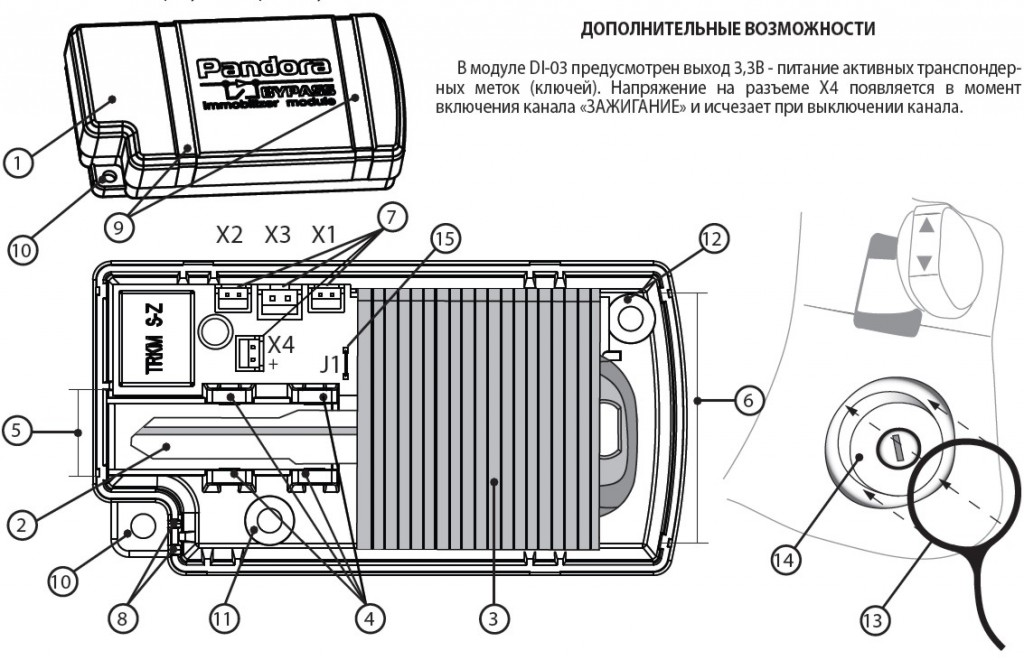 ДОПОЛНИТЕЛЬНЫЕ ВОЗМОЖНОСТИ
В модуле DI-03 предусмотрен выход 3,3В - питание активных транспондер-
ных меток (ключей). Напряжение на разъеме X4 появляется в момент
включения канала «ЗАЖИГАНИЕ» и исчезает при выключении канала.
Pandora
BYPASS
immobilizer module
1
10
9
7
15
12
X2 X3 X1
TRKM S-Z
X4
+
J1
5
6
2
14
10
8
11
4
3
13